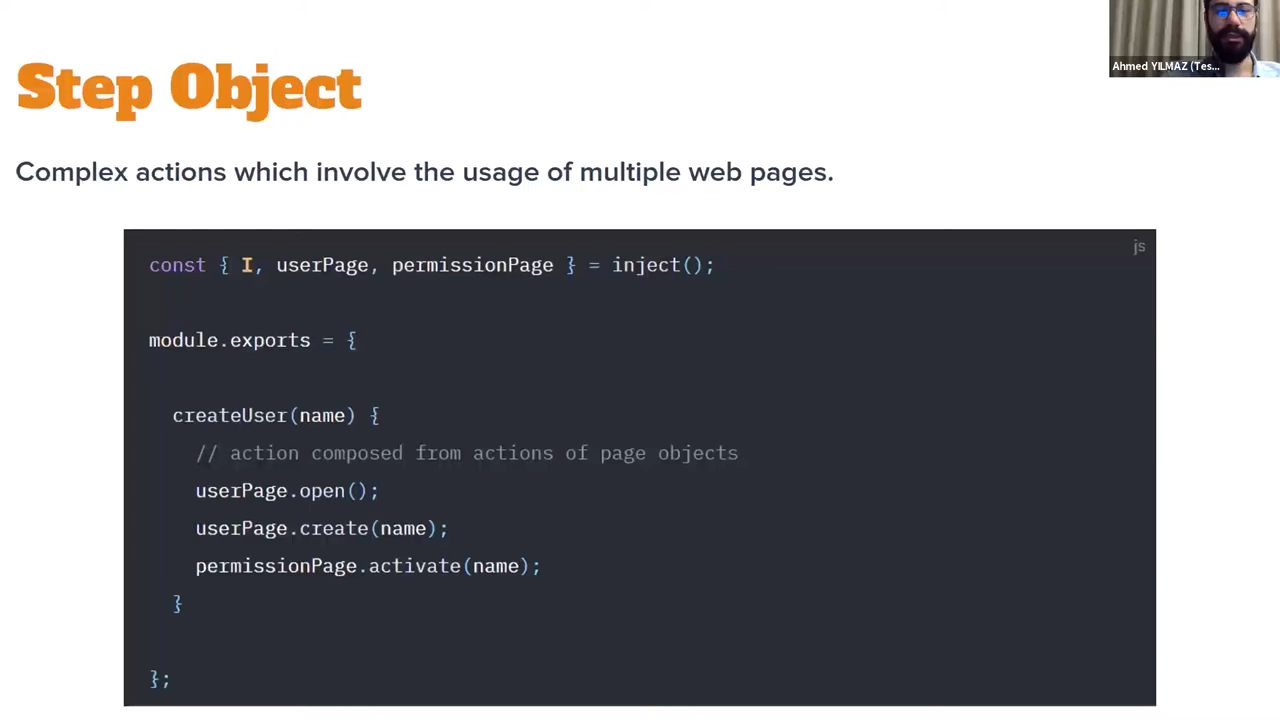 Ahmed YILMAZ (Tes...
Step Object
Complex actions which involve the usage of multiple web pages.
js
const { I, userPage, permissionPage } = inject();
module.exports = {
createUser(name) {
// action composed from actions of page objects
userPage.open();
userPage.create(name);
permissionPage.activate(name);
}
};